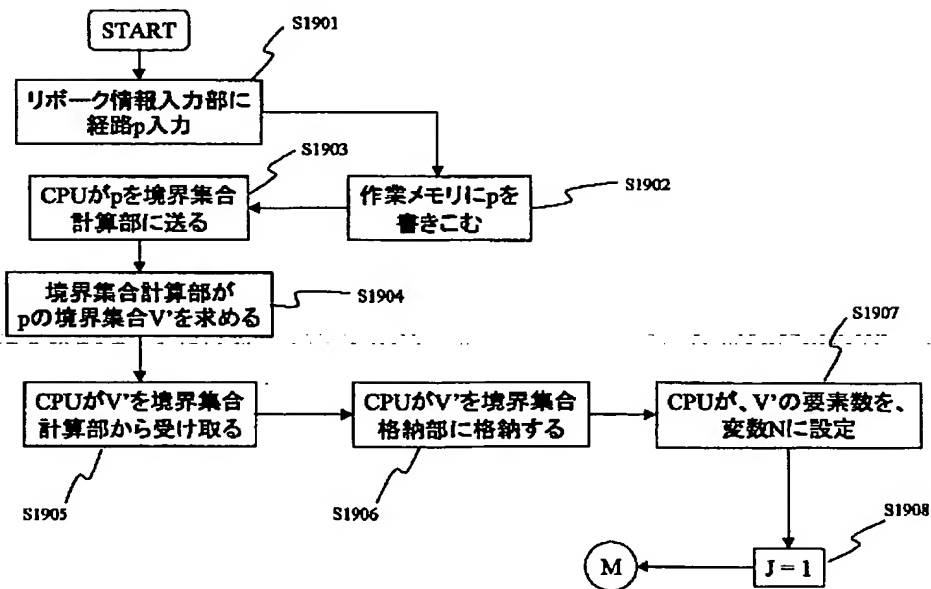 START
S1901
リボーク情報入力部に
経路p入力
S1903
CPUがpを境界集合
計算部に送る
作業メモリにpを
書きこむ
S1902
境界集合計算部が
pの境界集合V'を求める
S1904
S1907
CPUがV'を境界集合
計算部から受け取る
CPUがV'を境界集合
格納部に格納する
CPUが、V'の要素数を、
変数Nに設定
S1905
S1906
S1908
M
J = 1